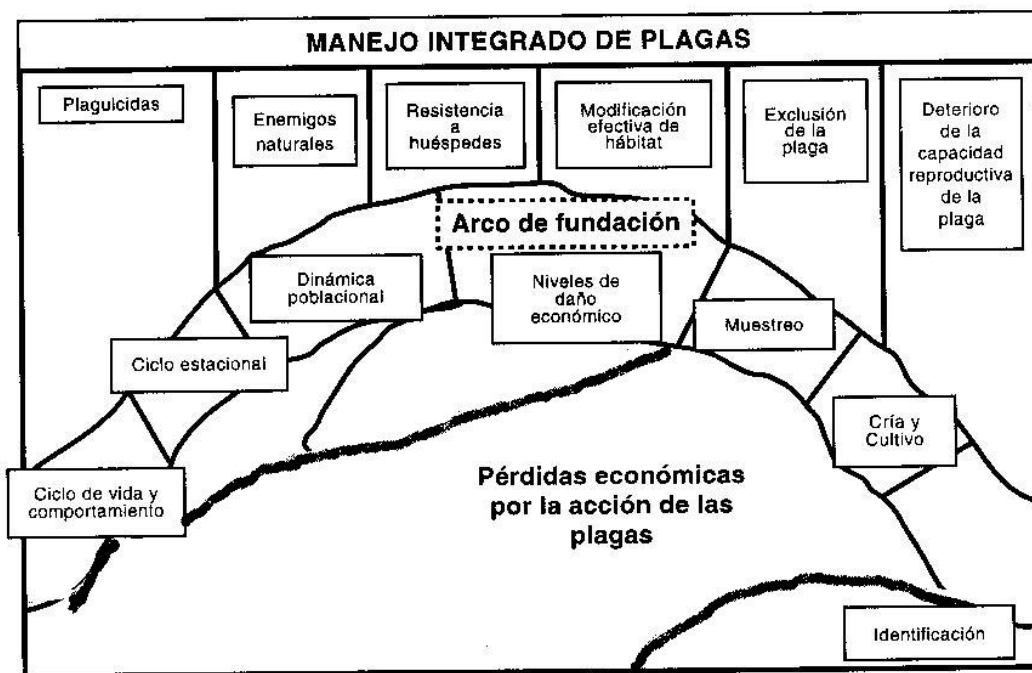 MANEJO INTEGRADO DE PLAGAS
Plaguicidas
Enemigos
naturales
Resistencia
a
huéspedes
Modificación
efectiva de
hábitat
Exclusión
de la
plaga
Deterioro
de la
capacidad
reproductiva
de la
plaga
Arco de fundación
Dinámica
poblacional
Niveles de
daño
económico
Muestreo
Ciclo estacional
Cría y
Cultivo
Ciclo de vida y
comportamiento
Pérdidas económicas
por la acción de las
plagas
Identificación